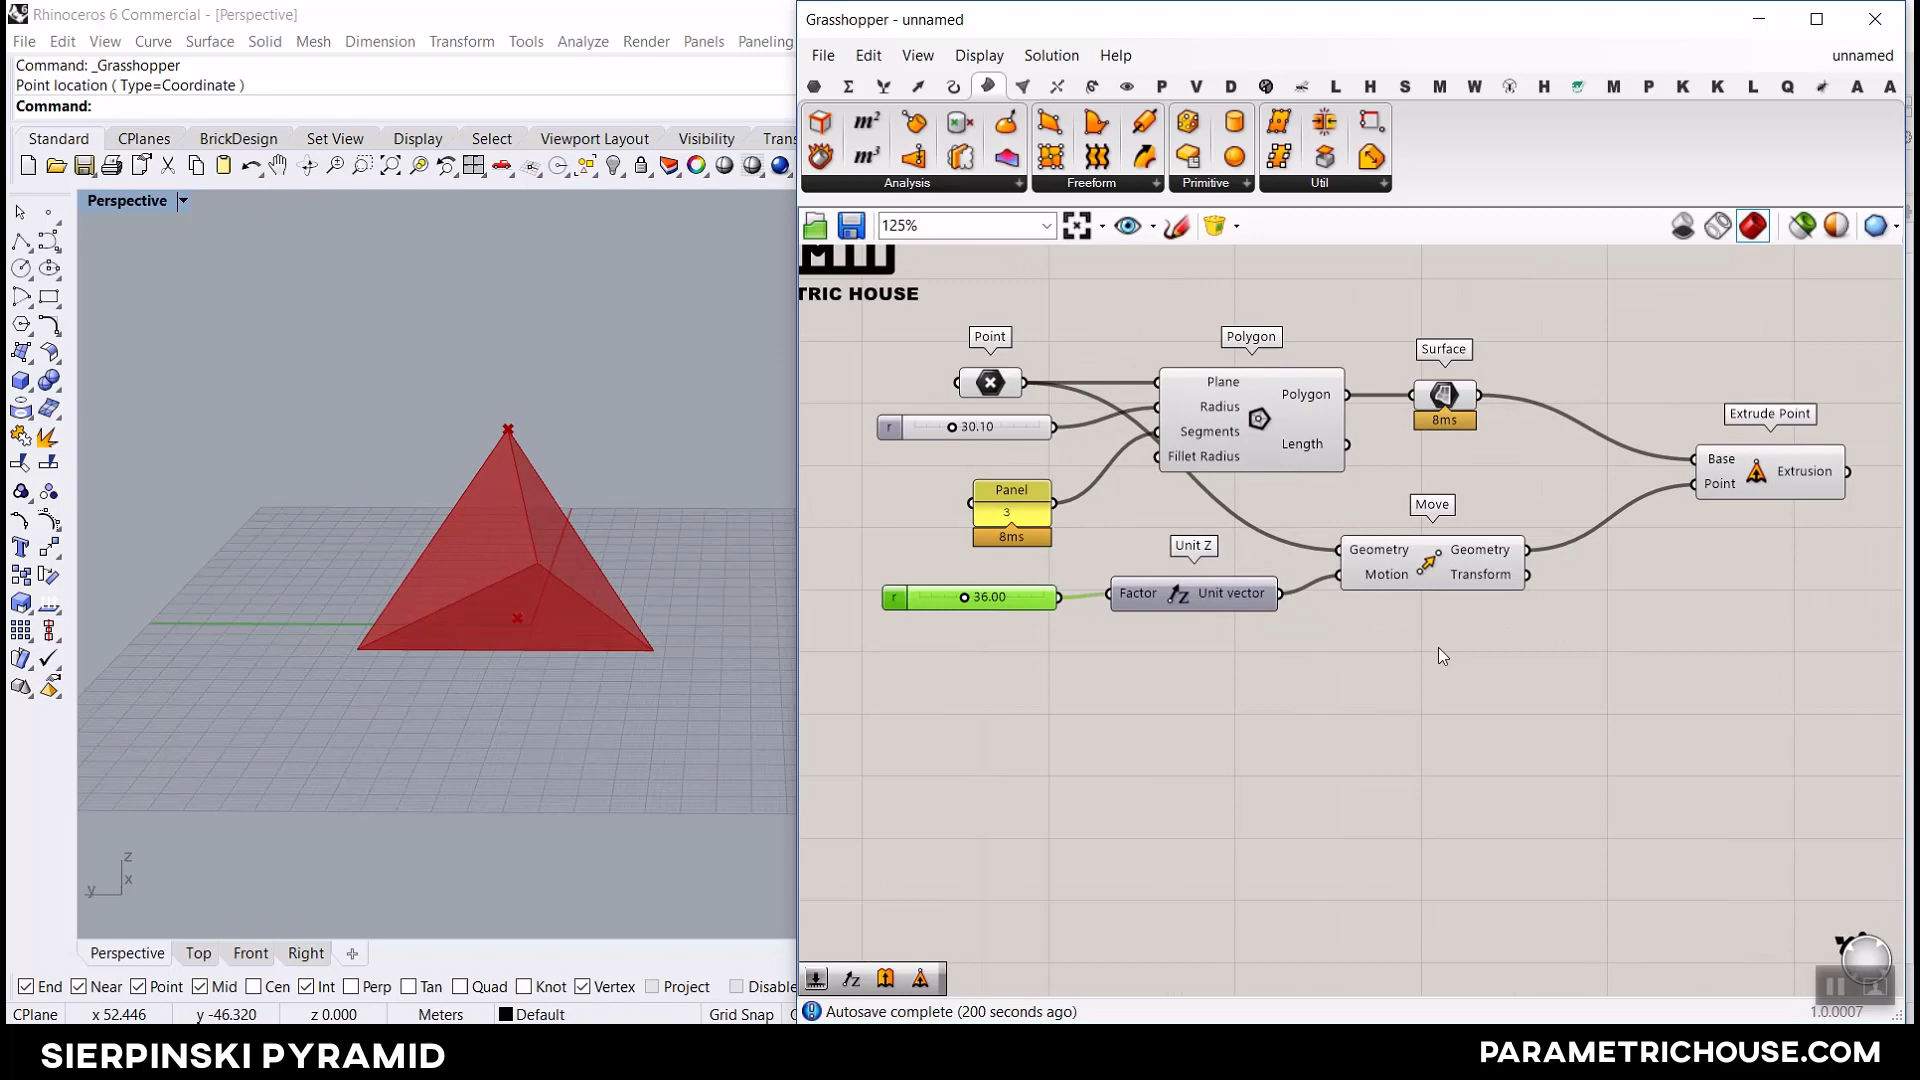 Rhinoceros 6 Commercial - [Perspective]
File Edit View Curve Surface Solid Mesh Dimension Transform Tools Analyze Render Panels Paneling
Command: _Grasshopper
Point location ( Type=Coordinate )
Command:
Standard CPlanes BrickDesign Set View Display Select Viewport Layout Visibility Trans
Perspective
z
y x
Perspective Top Front Right
End Near Point Mid Cen Int Perp Tan Quad Knot Vertex Project Disable
CPlane x 52.446 y -46.320 z 0.000 Meters Default Grid Snap
Grasshopper - unnamed
File Edit View Display Solution Help unnamed
P V D L H S M W H M P K K L Q A A
m²
m³
Analysis Freeform Primitive Util
125%
TRIC HOUSE
Point
Polygon
Surface
Plane
Radius
Segments
Fillet Radius
Polygon
Length
8ms
r 30.10
Extrude Point
Base
Point
Extrusion
Panel
3
8ms
Move
Geometry
Motion
Geometry
Transform
Unit Z
r 36.00
Factor Z Unit vector
Autosave complete (200 seconds ago)
1.0.0007
SIERPINSKI PYRAMID
PARAMETRICHOUSE.COM